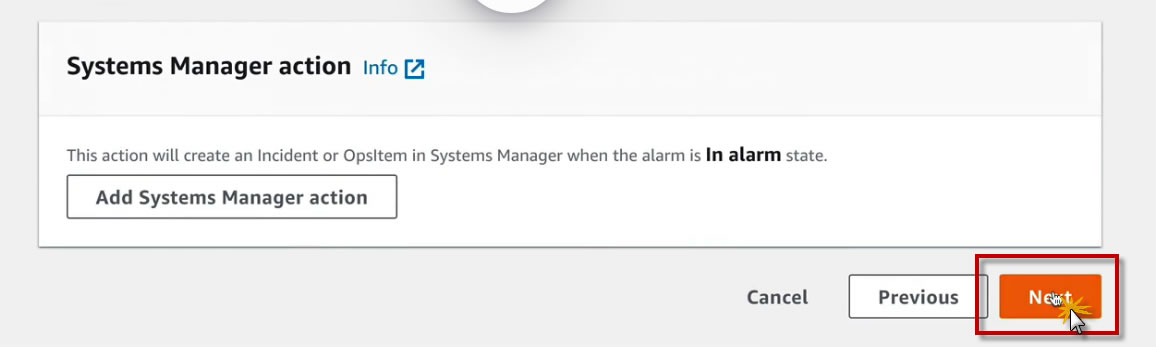 Systems Manager action Info
This action will create an Incident or OpsItem in Systems Manager when the alarm is In alarm state.
Add Systems Manager action
Cancel Previous Next